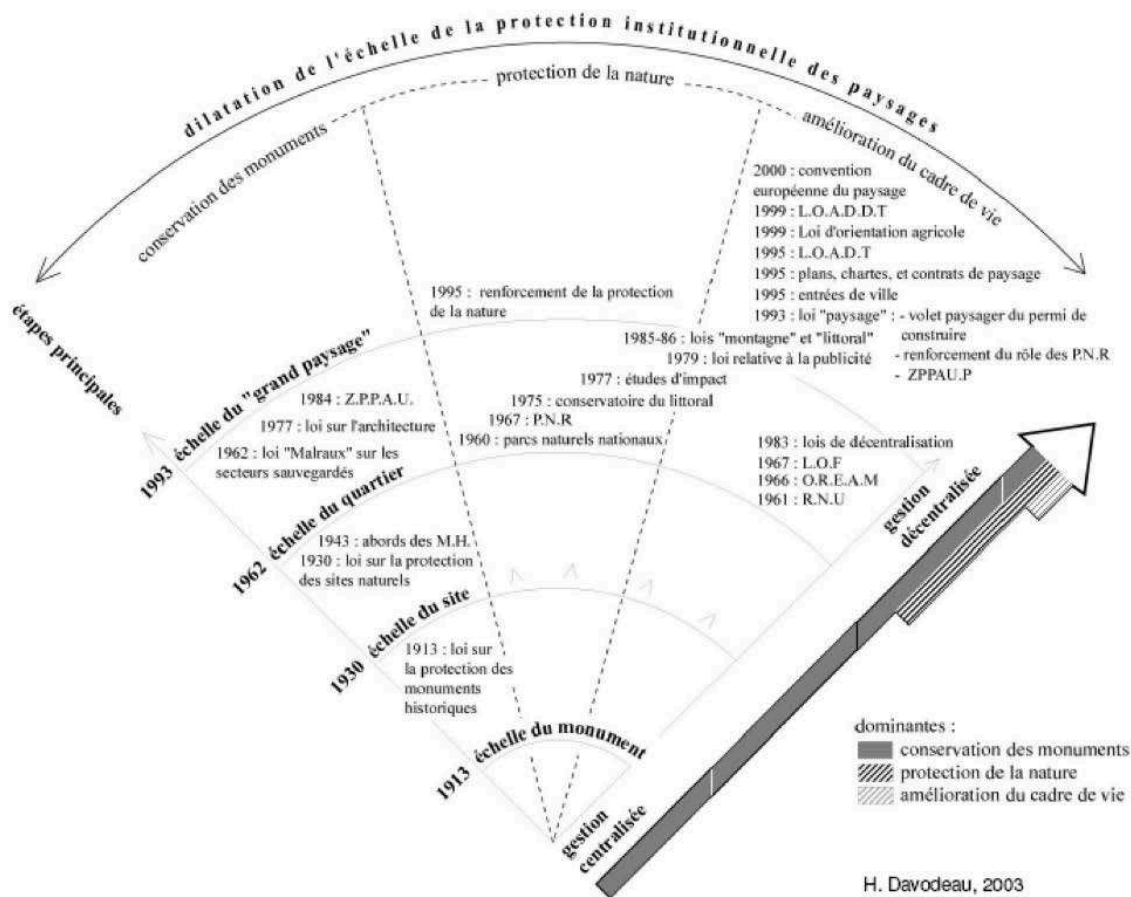 dilatation de l'échelle de la protection institutionnelle des paysages
conservation des monuments
protection de la nature
amélioration du cadre de vie
2000 : convention
européenne du paysage
1999 : L.O.A.D.D.T
1999 : Loi d'orientation agricole
1995 : L.O.A.D.T
1995 : plans, chartes, et contrats de paysage
1995 : entrées de ville
1993 : loi "paysage" : - volet paysager du permi de
construire
- renforcement du rôle des P.N.R
- ZPPAU.P
étapes principales
1995 : renforcement de la protection
de la nature
1985-86 : lois "montagne" et "littoral"
1979 : loi relative à la publicité
1977 : études d'impact
1975 : conservatoire du littoral
1967 : P.N.R
1960 : parcs naturels nationaux
1993 échelle du "grand paysage"
1984 : Z.P.P.A.U.
1977 : loi sur l'architecture
1962 : loi "Malraux" sur les
secteurs sauvegardés
1983 : lois de décentralisation
1967 : L.O.F
1966 : O.R.E.A.M
1961 : R.N.U
1962 échelle du quartier
1943 : abords des M.H.
1930 : loi sur la protection
des sites naturels
1930 échelle du site
1913 : loi sur
la protection des
monuments
historiques
1913 échelle du monument
gestion
décentralisée
gestion
centralisée
dominantes :
conservation des monuments
protection de la nature
amélioration du cadre de vie
H. Davodeau, 2003